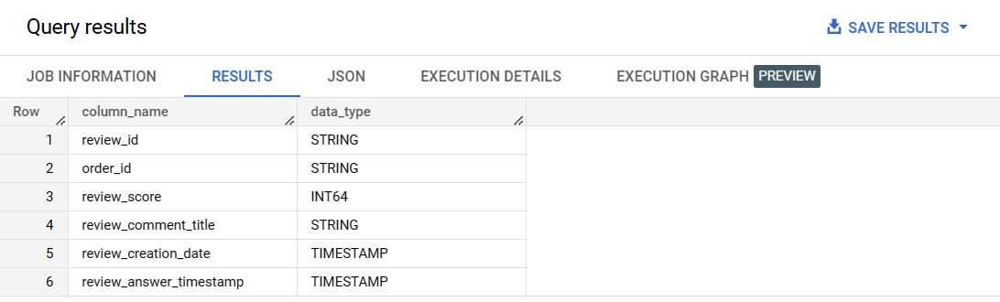 Query results
SAVE RESULTS
JOB INFORMATION RESULTS JSON EXECUTION DETAILS EXECUTION GRAPH PREVIEW
Row column_name data_type
1 review_id STRING
2 order_id STRING
3 review_score INT64
4 review_comment_title STRING
5 review_creation_date TIMESTAMP
6 review_answer_timestamp TIMESTAMP